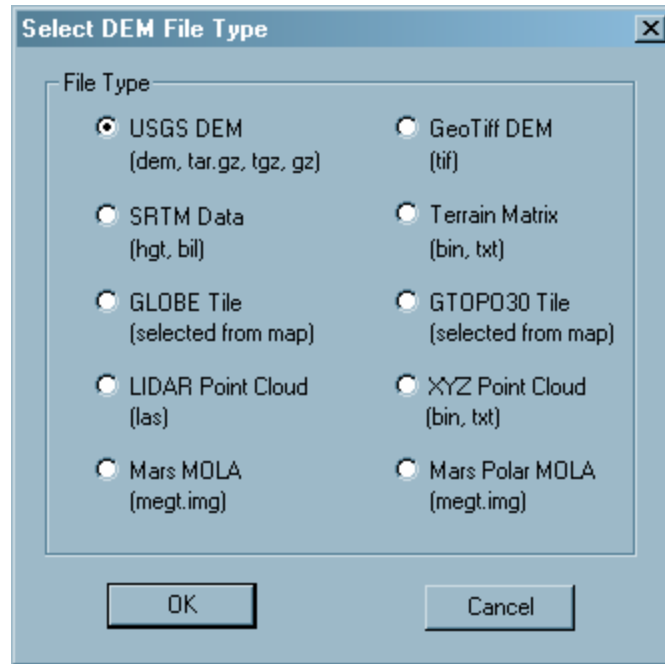 Select DEM File Type
File Type
USGS DEM
(dem, tar.gz, tgz, gz)
GeoTiff DEM
(tif)
SRTM Data
(hgt, bil)
Terrain Matrix
(bin, txt)
GLOBE Tile
(selected from map)
GTOPO30 Tile
(selected from map)
LIDAR Point Cloud
(las)
XYZ Point Cloud
(bin, txt)
Mars MOLA
(megt.img)
Mars Polar MOLA
(megt.img)
OK
Cancel